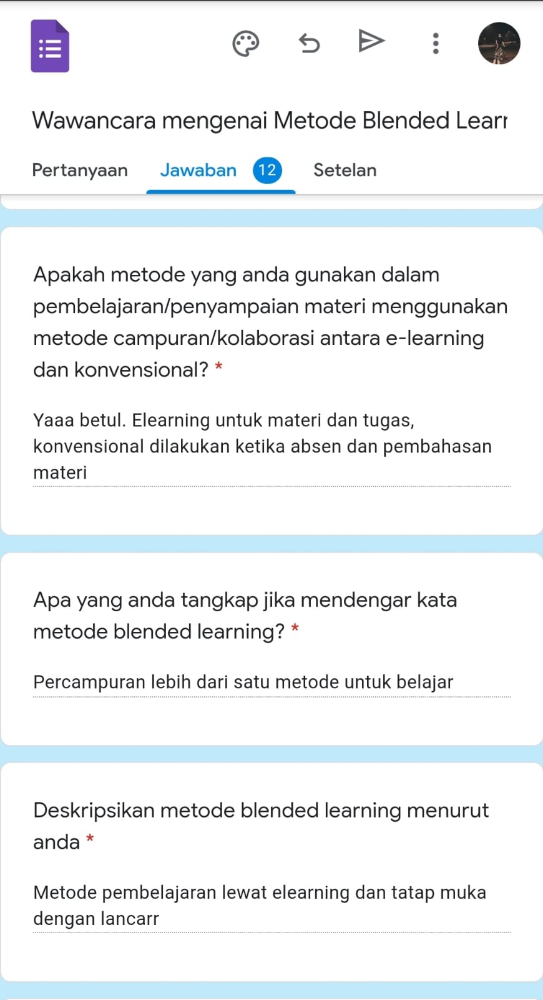 Wawancara mengenai Metode Blended Lear
Pertanyaan Jawaban 12 Setelan
Apakah metode yang anda gunakan dalam
pembelajaran/penyampaian materi menggunakan
metode campuran/kolaborasi antara e-learning
dan konvensional? *
Yaaa betul. Elearning untuk materi dan tugas,
konvensional dilakukan ketika absen dan pembahasan
materi
Apa yang anda tangkap jika mendengar kata
metode blended learning? *
Percampuran lebih dari satu metode untuk belajar
Deskripsikan metode blended learning menurut
anda *
Metode pembelajaran lewat elearning dan tatap muka
dengan lancarr